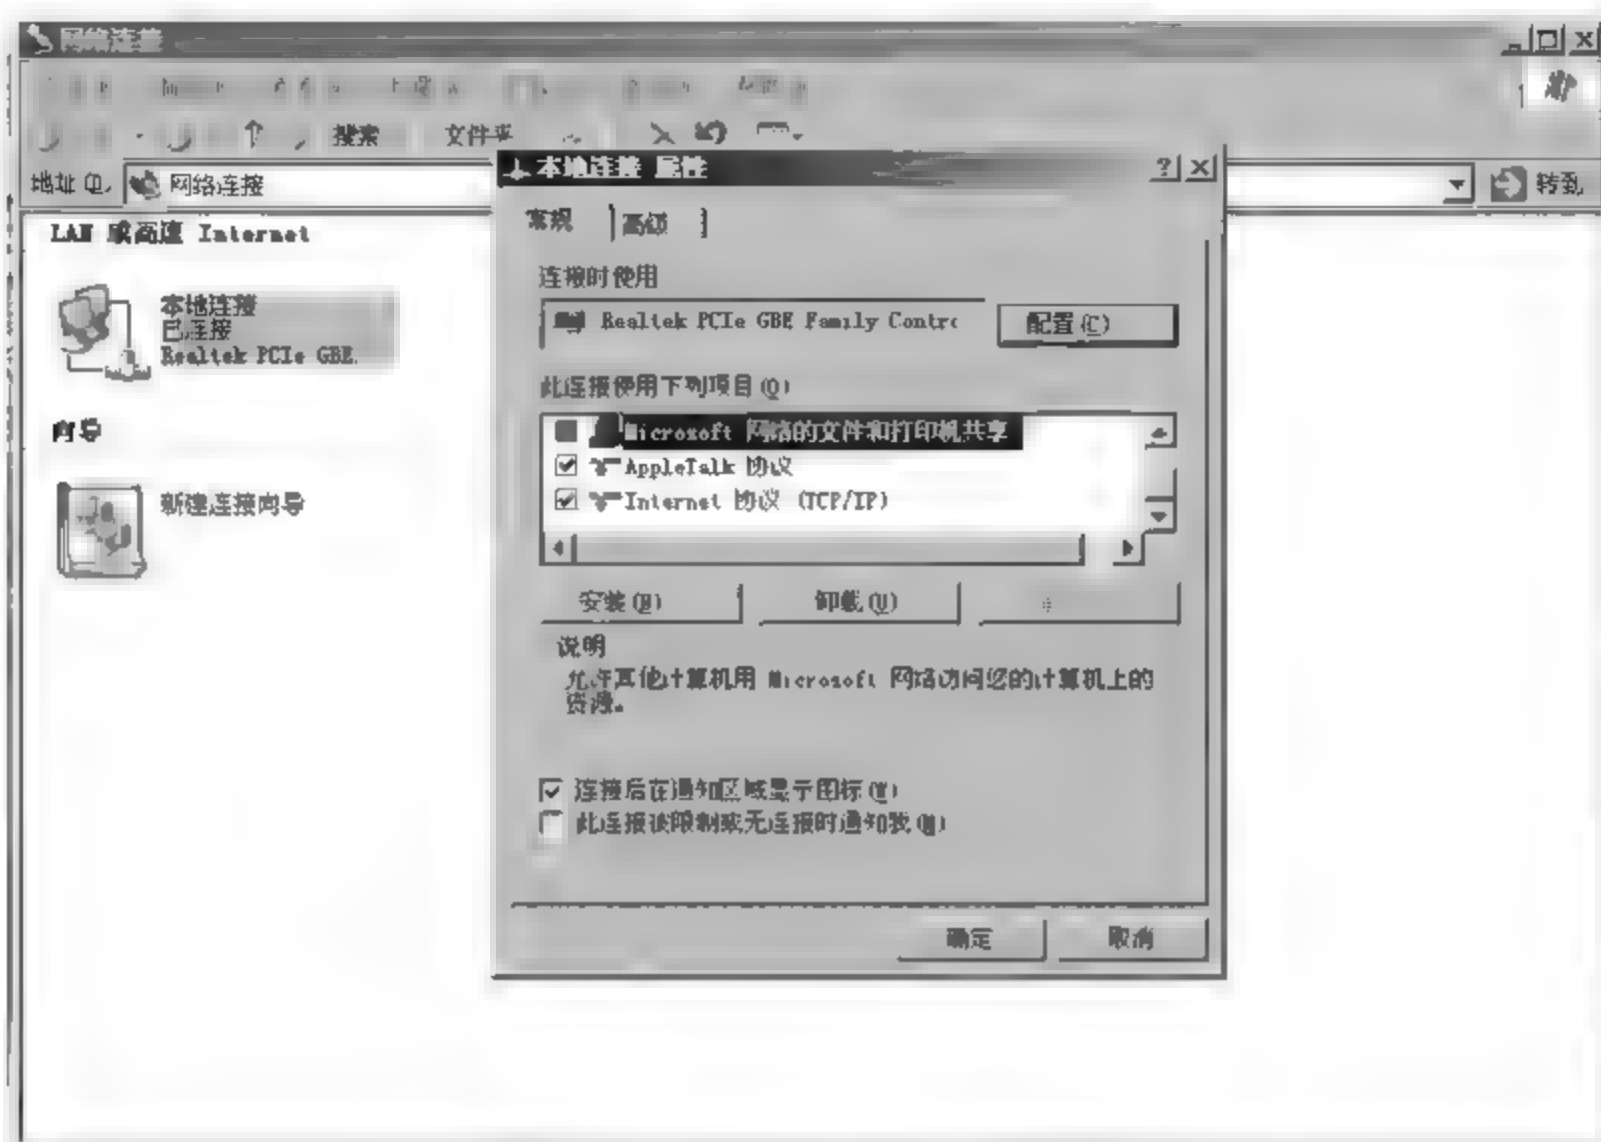 网络连接
搜索 文件夹
地址 网络连接 转到
LAN 或高速 Internet
本地连接
已连接
Realtek PCIe GBE
向导
新建连接向导
本地连接 属性
常规 高级
连接时使用
Realtek PCIe GBE Family Contrc
配置(C)
此连接使用下列项目(O)
Microsoft 网络的文件和打印机共享
AppleTalk 协议
Internet 协议 (TCP/IP)
安装(N) 卸载(U)
说明
允许其他计算机用 Microsoft 网络访问您的计算机上的
资源。
连接后在通知区域显示图标(W)
此连接被限制或无连接时通知我(M)
确定 取消